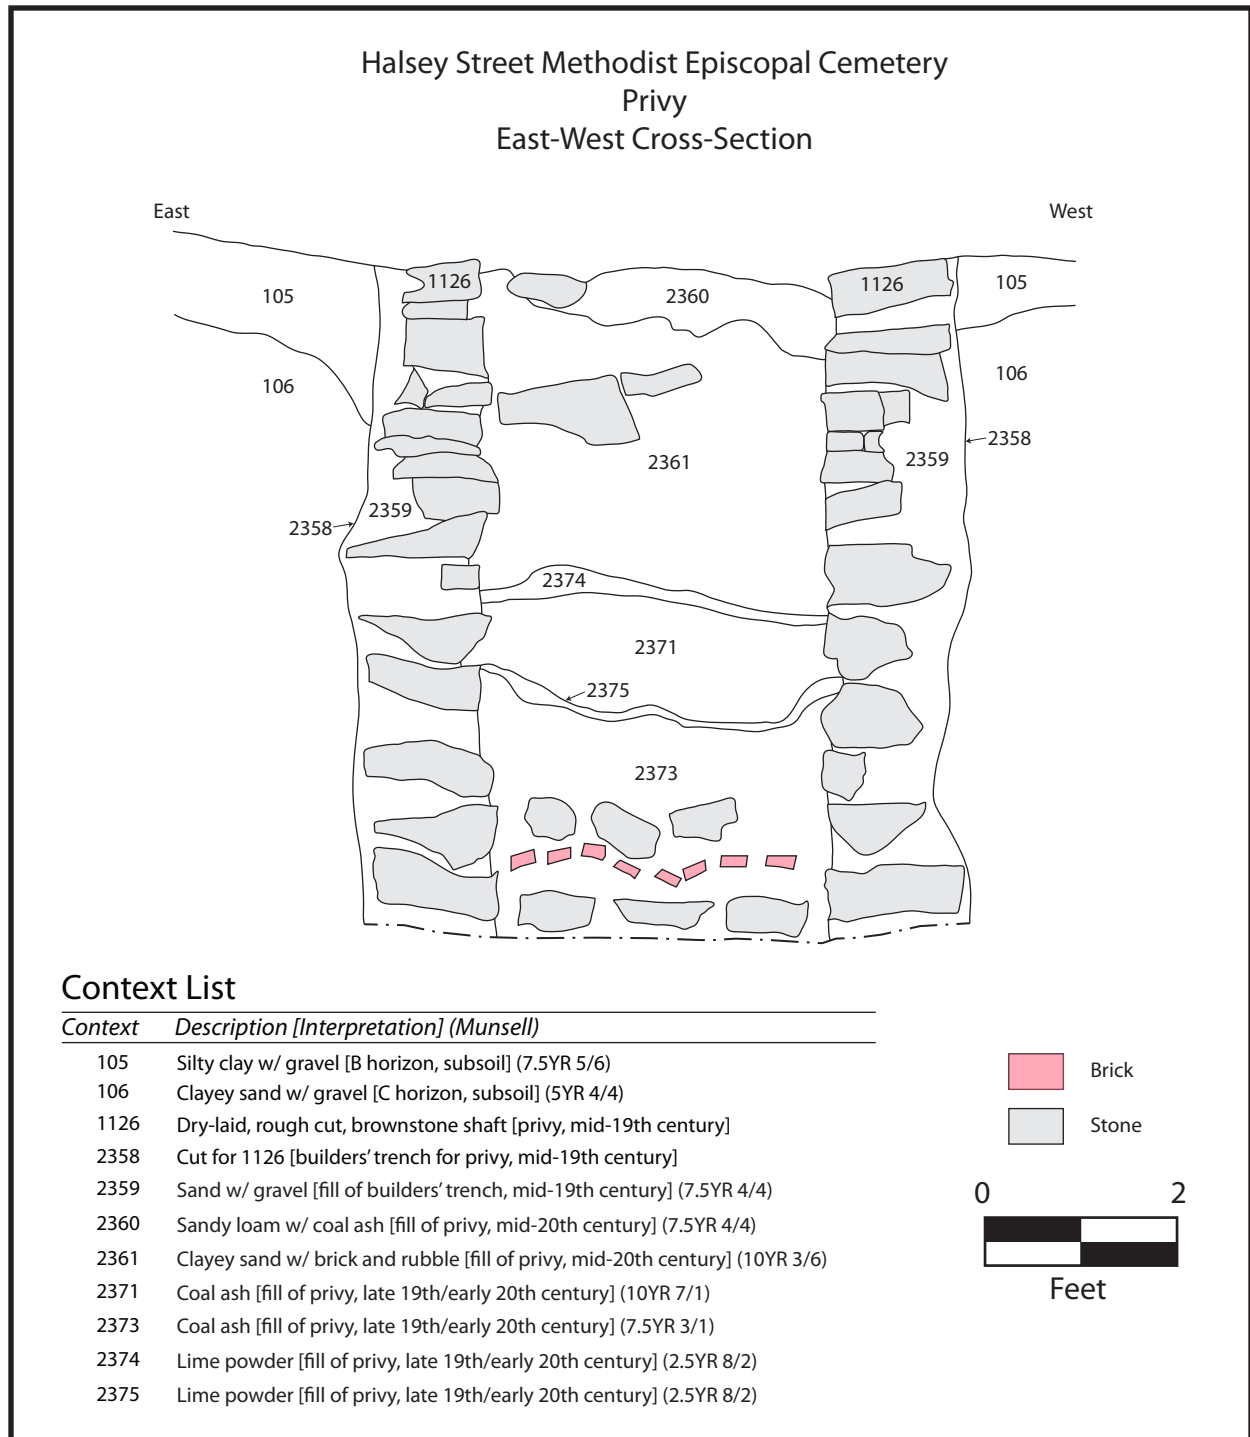 Halsey Street Methodist Episcopal Cemetery
Privy
East-West Cross-Section
East
West
105
1126
2360
1126
105
106
106
2361
2358
2359
2359
2358
2374
2371
2375
2373
Context List
Context Description [Interpretation] (Munsell)
105 Silty clay w/ gravel [B horizon, subsoil] (7.5YR 5/6)
106 Clayey sand w/ gravel [C horizon, subsoil] (5YR 4/4)
1126 Dry-laid, rough cut, brownstone shaft [privy, mid-19th century]
2358 Cut for 1126 [builders’ trench for privy, mid-19th century]
2359 Sand w/ gravel [fill of builders’ trench, mid-19th century] (7.5YR 4/4)
2360 Sandy loam w/ coal ash [fill of privy, mid-20th century] (7.5YR 4/4)
2361 Clayey sand w/ brick and rubble [fill of privy, mid-20th century] (10YR 3/6)
2371 Coal ash [fill of privy, late 19th/early 20th century] (10YR 7/1)
2373 Coal ash [fill of privy, late 19th/early 20th century] (7.5YR 3/1)
2374 Lime powder [fill of privy, late 19th/early 20th century] (2.5YR 8/2)
2375 Lime powder [fill of privy, late 19th/early 20th century] (2.5YR 8/2)
Brick
Stone
0 2
Feet